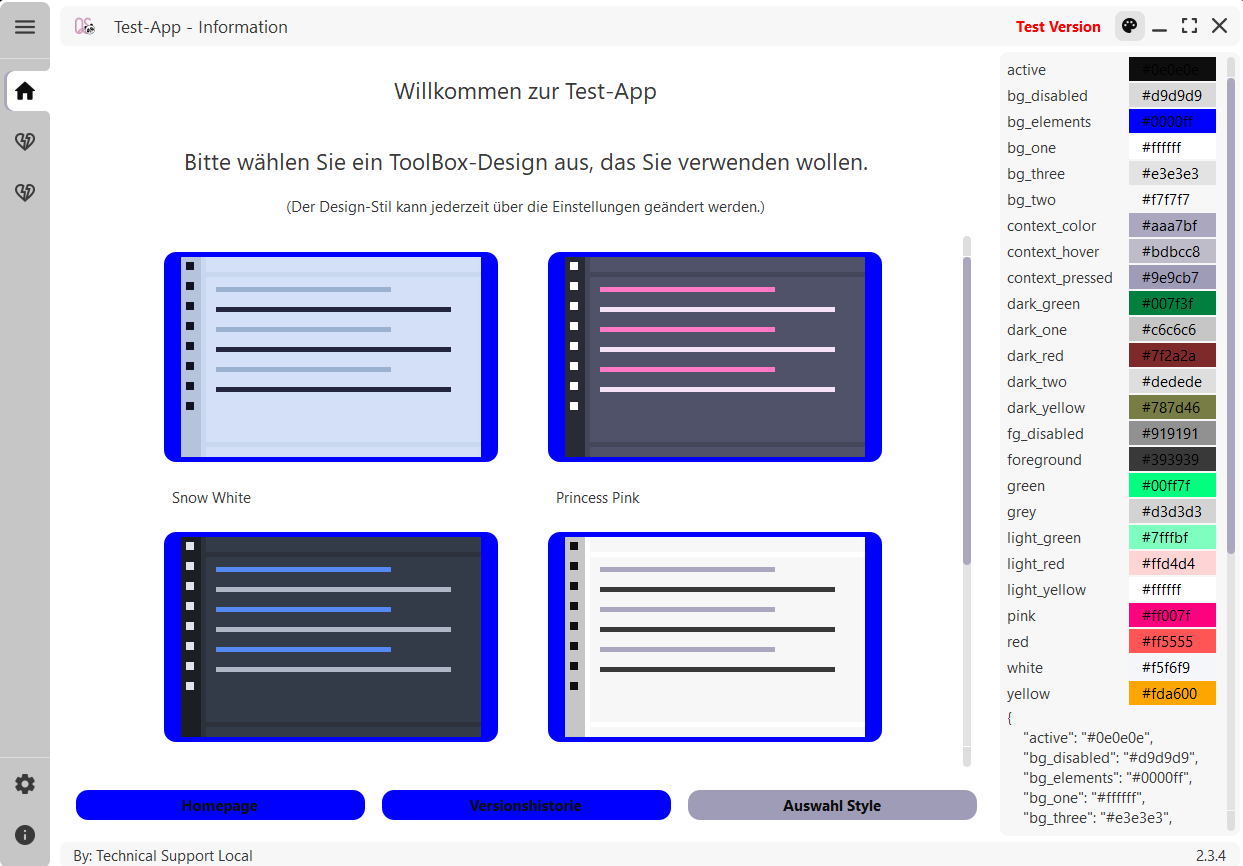 Test-App - Information
Test Version
Willkommen zur Test-App
Bitte wählen Sie ein ToolBox-Design aus, das Sie verwenden wollen.
(Der Design-Stil kann jederzeit über die Einstellungen geändert werden.)
Snow White
Princess Pink
Homepage
Versionshistorie
Auswahl Style
active #0e0e0e
bg_disabled #d9d9d9
bg_elements #0000ff
bg_one #ffffff
bg_three #e3e3e3
bg_two #f7f7f7
context_color #aaa7bf
context_hover #bdbcc8
context_pressed #9e9cb7
dark_green #007f3f
dark_one #c6c6c6
dark_red #7f2a2a
dark_two #dedede
dark_yellow #787d46
fg_disabled #919191
foreground #393939
green #00ff7f
grey #d3d3d3
light_green #7fffbf
light_red #ffd4d4
light_yellow #ffffff
pink #ff007f
red #ff5555
white #f5f6f9
yellow #fda600
{
"active": "#0e0e0e",
"bg_disabled": "#d9d9d9",
"bg_elements": "#0000ff",
"bg_one": "#ffffff",
"bg_three": "#e3e3e3",
By: Technical Support Local
2.3.4